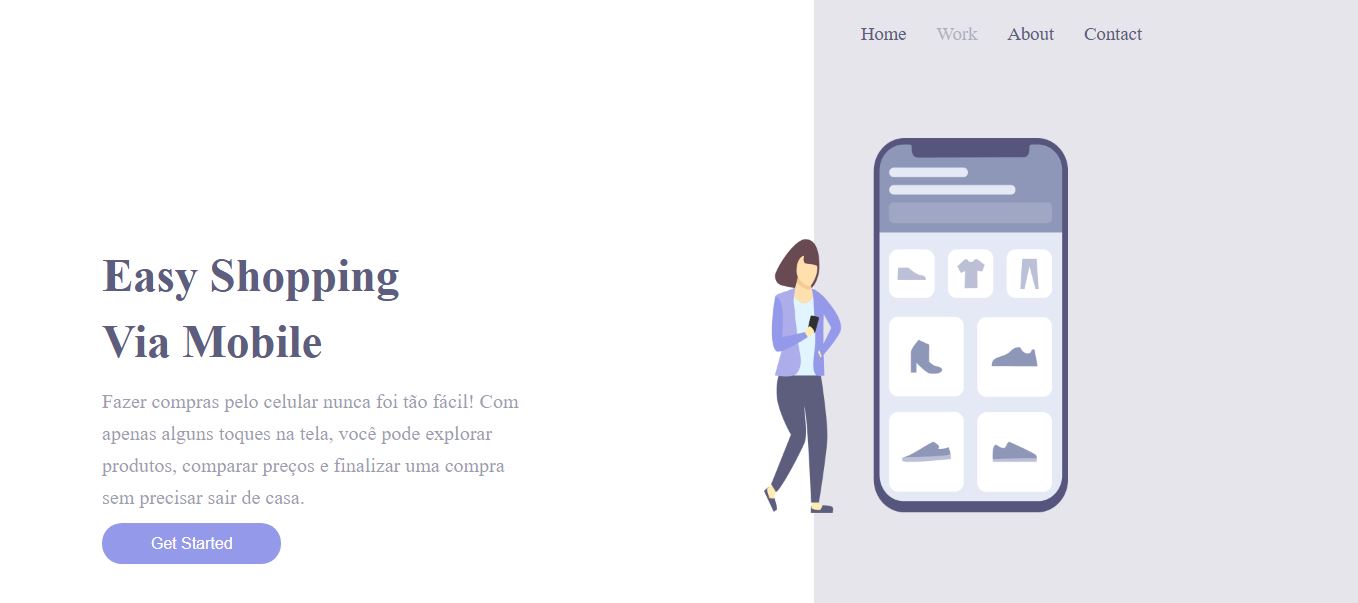 Home Work About Contact
Easy Shopping
Via Mobile
Fazer compras pelo celular nunca foi tão fácil! Com
apenas alguns toques na tela, você pode explorar
produtos, comparar preços e finalizar uma compra
sem precisar sair de casa.
Get Started